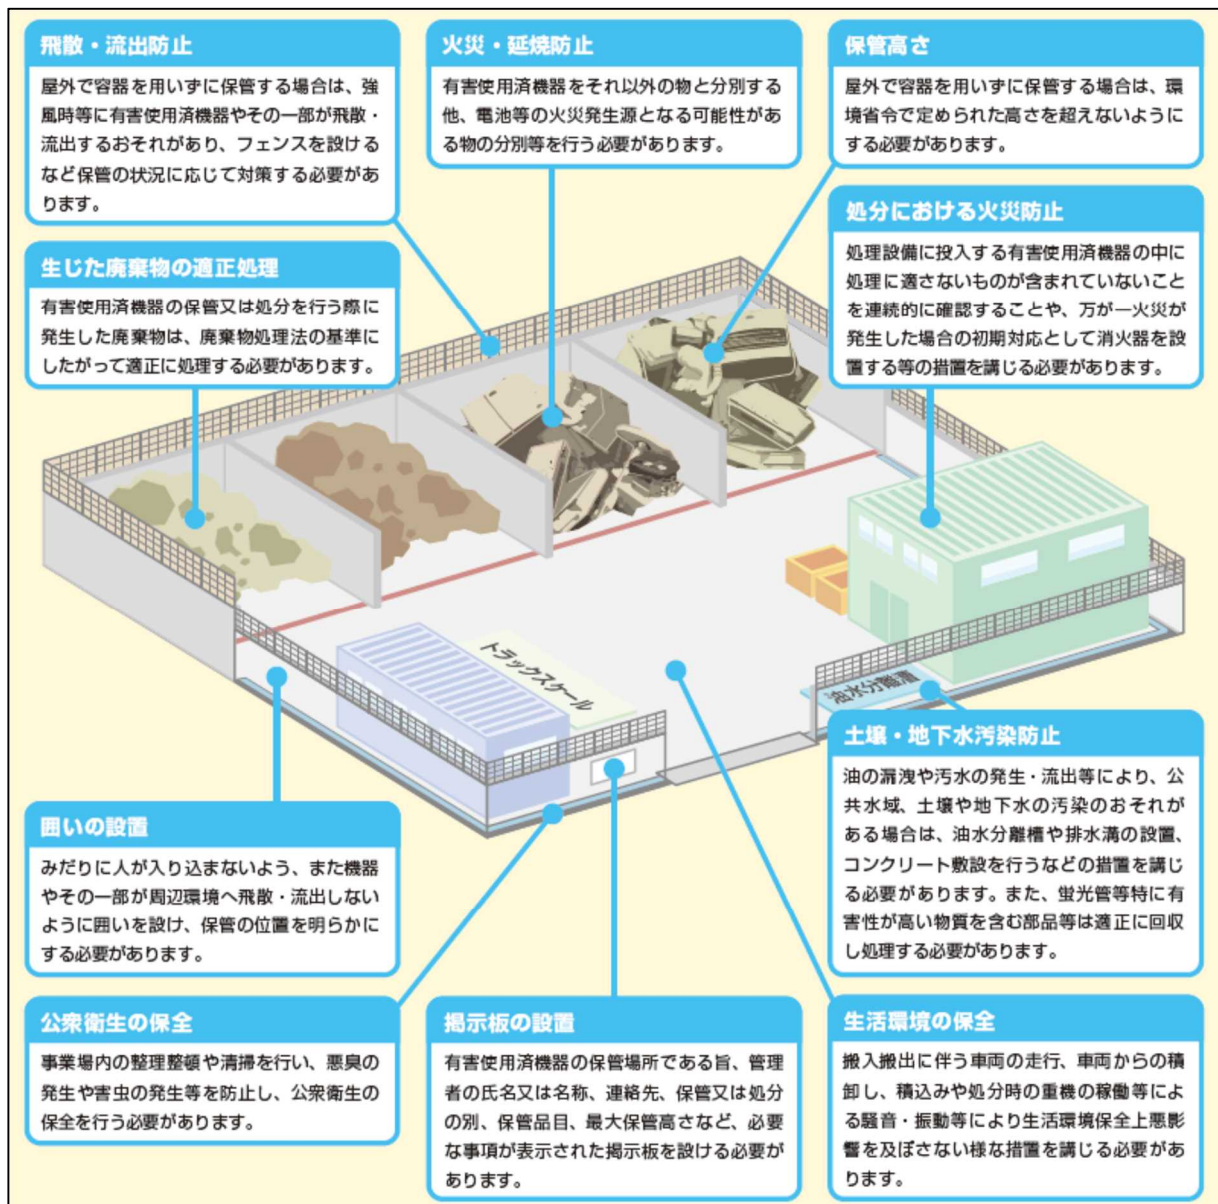 飛散・流出防止
屋外で容器を用いずに保管する場合は、強
風時等に有害使用済機器やその一部が飛散・
流出するおそれがあり、フェンスを設ける
など保管の状況に応じて対策する必要があ
ります。
火災・延焼防止
有害使用済機器をそれ以外の物と分別する
他、電池等の火災発生源となる可能性があ
る物の分別等を行う必要があります。
保管高さ
屋外で容器を用いずに保管する場合は、環
境省令で定められた高さを超えないように
する必要があります。
生じた廃棄物の適正処理
有害使用済機器の保管又は処分を行う際に
発生した廃棄物は、廃棄物処理法の基準に
したがって適正に処理する必要があります。
処分における火災防止
処理設備に投入する有害使用済機器の中に
処理に適さないものが含まれていないこと
を連続的に確認することや、万が一火災が
発生した場合の初期対応として消火器を設
置する等の措置を講じる必要があります。
トラックスケール
油水分離槽
囲いの設置
みだりに人が入り込まないよう、また機器
やその一部が周辺環境へ飛散・流出しない
ように囲いを設け、保管の位置を明らかに
する必要があります。
土壌・地下水汚染防止
油の漏洩や汚水の発生・流出等により、公
共水域、土壌や地下水の汚染のおそれが
ある場合は、油水分離槽や排水溝の設置、
コンクリート敷設を行うなどの措置を講じ
る必要があります。また、蛍光管等特に有
害性が高い物質を含む部品等は適正に回収
し処理する必要があります。
公衆衛生の保全
事業場内の整理整頓や清掃を行い、悪臭の
発生や害虫の発生等を防止し、公衆衛生の
保全を行う必要があります。
掲示板の設置
有害使用済機器の保管場所である旨、管理
者の氏名又は名称、連絡先、保管又は処分
の別、保管品目、最大保管高さなど、必要
な事項が表示された掲示板を設ける必要が
あります。
生活環境の保全
搬入搬出に伴う車両の走行、車両からの積
卸し、積込みや処分時の重機の稼働等によ
る騒音・振動等により生活環境保全上悪影
響を及ぼさない様な措置を講じる必要があ
ります。